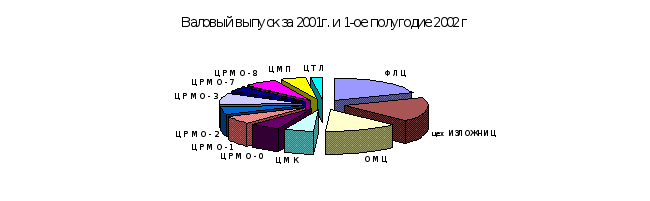 Валовый выпуск за 2001г. и 1-ое полугодие 2002г
ЦРМО-8 ЦМП ЦТЛ ФЛЦ
ЦРМО-7
ЦРМО-3
цех ИЗЛОЖНИЦ
ЦРМО-2
ЦРМО-1
ЦРМО-0 ЦМК ОМЦ